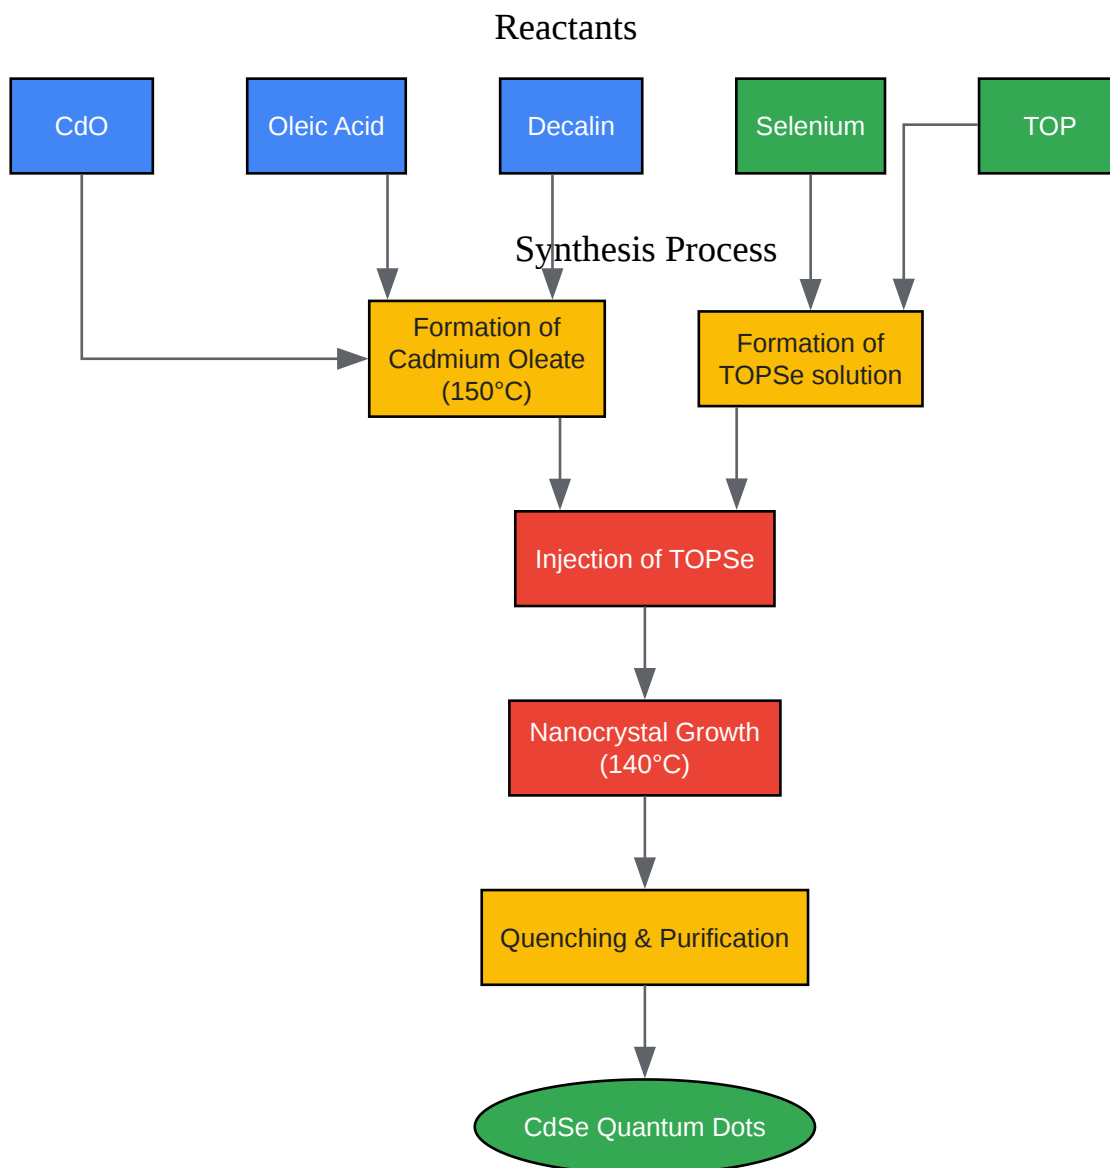 Reactants
CdO
Oleic Acid
Decalin
Selenium
TOP
Synthesis Process
Formation of
Cadmium Oleate
(150°C)
Formation of
TOPSe solution
Injection of TOPSe
Nanocrystal Growth
(140°C)
Quenching & Purification
CdSe Quantum Dots